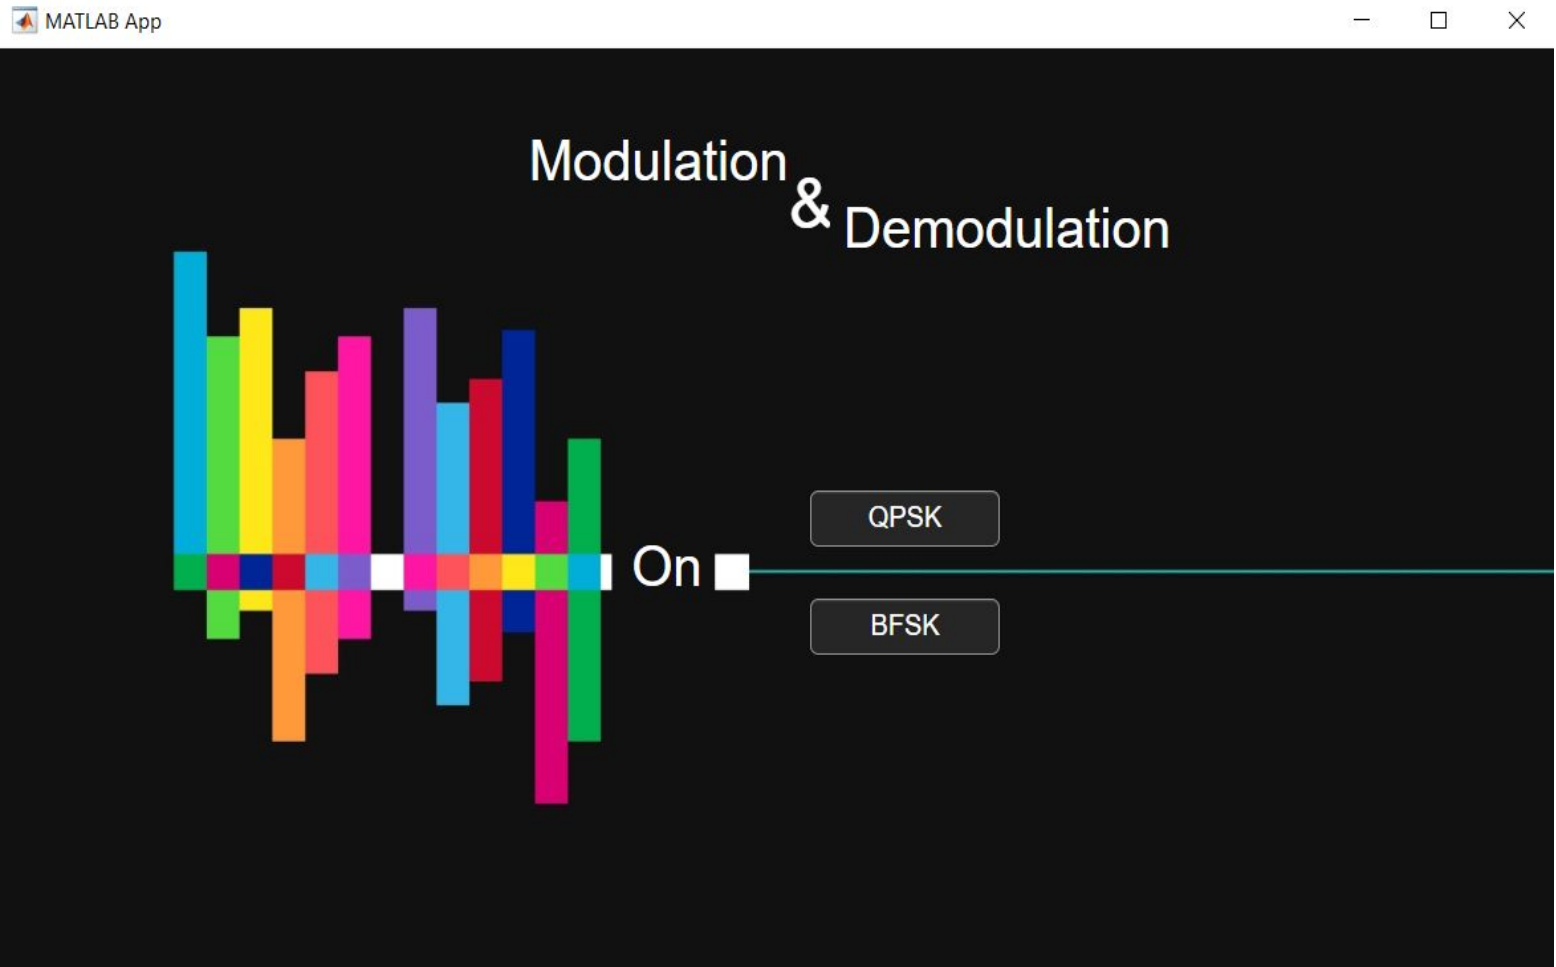 MATLAB App
Modulation
&
Demodulation
QPSK
On
BFSK